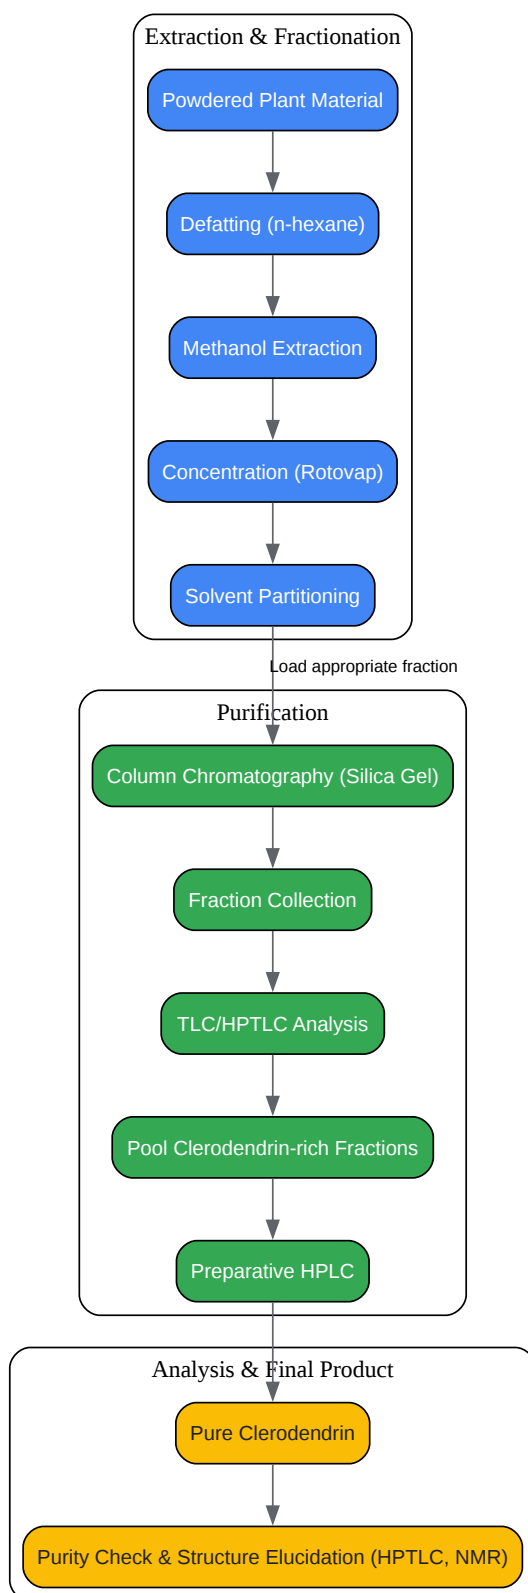 Extraction & Fractionation
Powdered Plant Material
Defatting (n-hexane)
Methanol Extraction
Concentration (Rotovap)
Solvent Partitioning
Load appropriate fraction
Purification
Column Chromatography (Silica Gel)
Fraction Collection
TLC/HPTLC Analysis
Pool Clerodendrin-rich Fractions
Preparative HPLC
Analysis & Final Product
Pure Clerodendrin
Purity Check & Structure Elucidation (HPTLC, NMR)